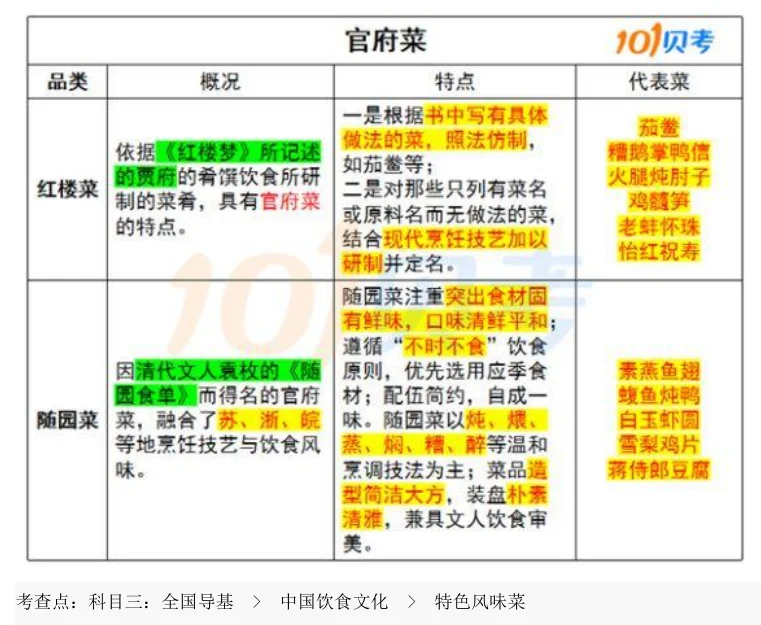 官府菜
101贝考
品类
概况
特点
代表菜
红楼菜
依据《红楼梦》所记述
的贾府的肴馔饮食所研
制的菜肴，具有官府菜
的特点。
一是根据书中写有具体
做法的菜，照法仿制，
如茄鲞等；
二是对那些只列有菜名
或原料名而无做法的菜，
结合现代烹饪技艺加以
研制并定名。
茄鲞
糟鹅掌鸭信
火腿炖肘子
鸡髓笋
老蚌怀珠
怡红祝寿
随园菜
因清代文人袁枚的《随
园食单》而得名的官府
菜，融合了苏、浙、皖
等地烹饪技艺与饮食风
味。
随园菜注重突出食材固
有鲜味，口味清鲜平和；
遵循“不时不食”饮食
原则，优先选用应季食
材；配伍简约，自成一
味。随园菜以炖、煨、
蒸、焖、糟、醉等温和
烹调技法为主；菜品造
型简洁大方，装盘朴素
清雅，兼具文人饮食审
美。
素燕鱼翅
鳆鱼炖鸭
白玉虾圆
雪梨鸡片
蒋侍郎豆腐
101贝考
考查点：科目三：全国导基 > 中国饮食文化 > 特色风味菜